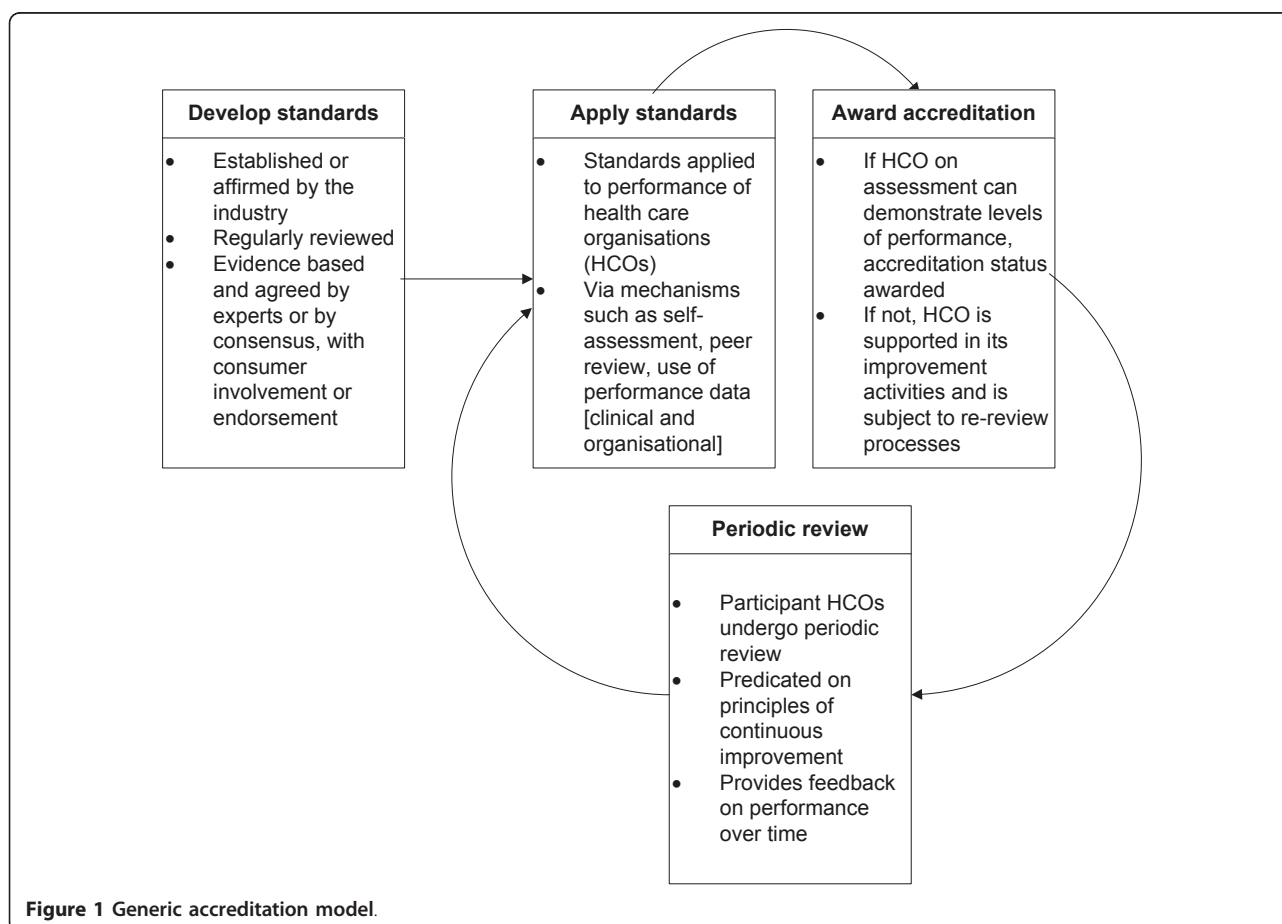 Develop standards
• Established or
affirmed by the
industry
• Regularly reviewed
• Evidence based
and agreed by
experts or by
consensus, with
consumer
involvement or
endorsement
Apply standards
• Standards applied
to performance of
health care
organisations
(HCOs)
• Via mechanisms
such as self-
assessment, peer
review, use of
performance data
[clinical and
organisational]
Award accreditation
• If HCO on
assessment can
demonstrate levels
of performance,
accreditation status
awarded
• If not, HCO is
supported in its
improvement
activities and is
subject to re-review
processes
Periodic review
• Participant HCOs
undergo periodic
review
• Predicated on
principles of
continuous
improvement
• Provides feedback
on performance
over time
Figure 1 Generic accreditation model.